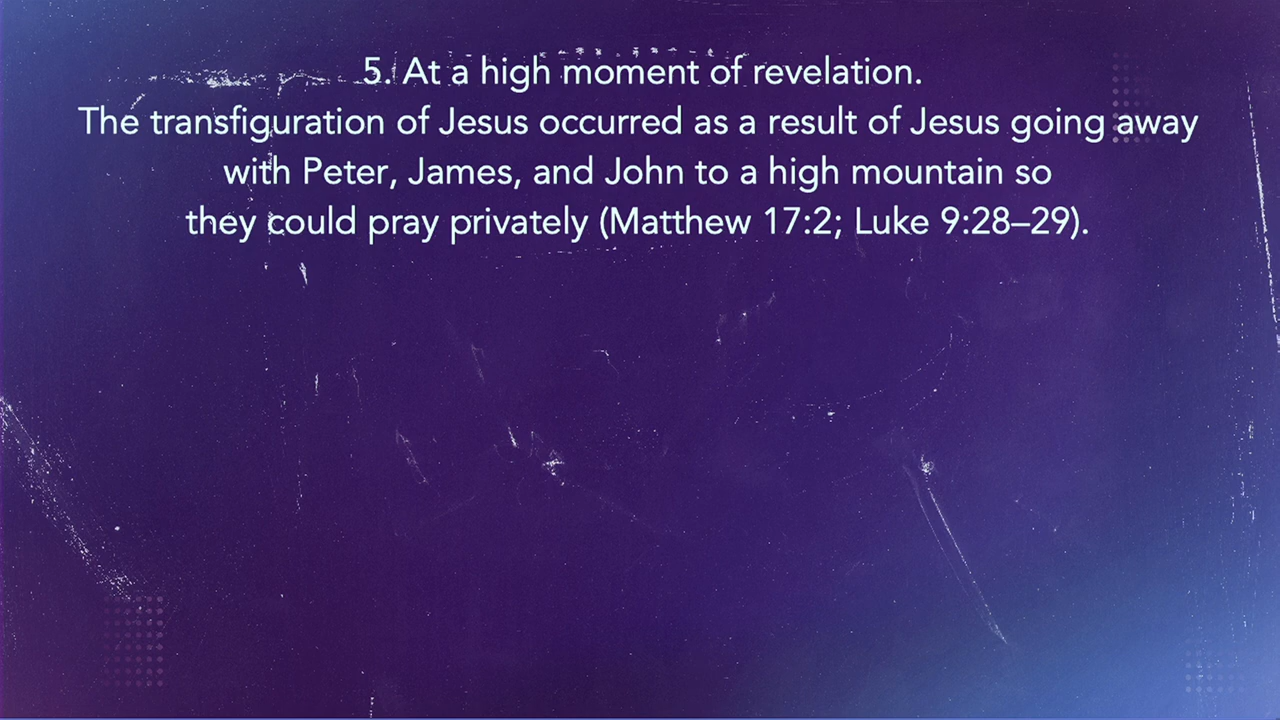 5. At a high moment of revelation.
The transfiguration of Jesus occurred as a result of Jesus going away
with Peter, James, and John to a high mountain so
they could pray privately (Matthew 17:2; Luke 9:28–29).